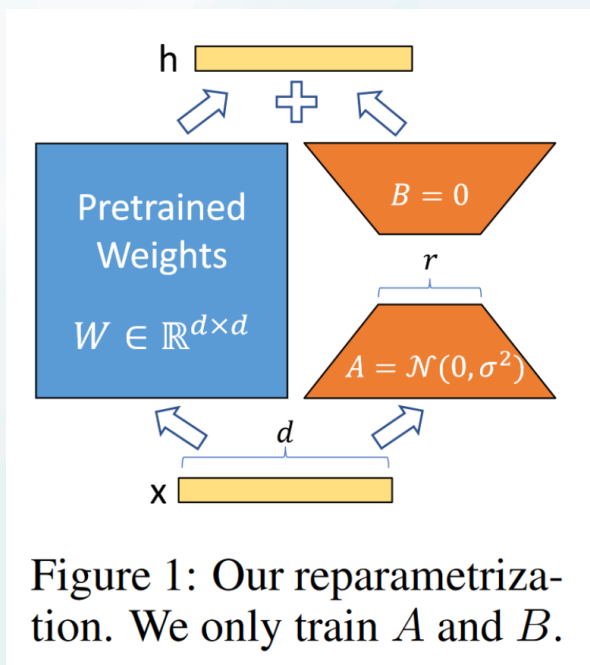 h
Pretrained
Weights
W ∈ ℝ^{d×d}
B = 0
r
A = 𝒩(0, σ²)
d
x
Figure 1: Our reparametriza-
tion. We only train A and B.